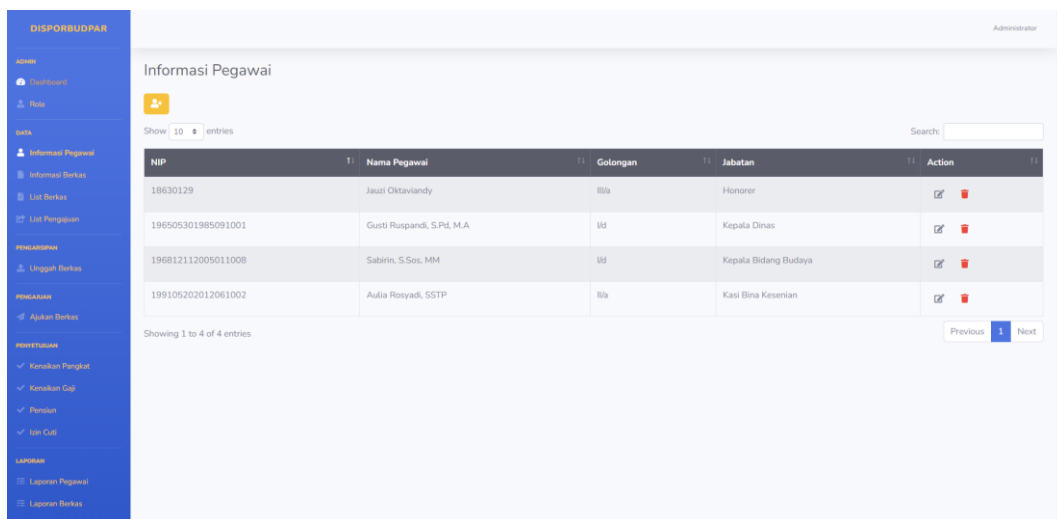 DISPORBUDPAR
Administrator
ADMIN
Dashboard
Role
DATA
Informasi Pegawai
Informasi Berkas
List Berkas
List Pengajuan
PENGARSIPAN
Unggah Berkas
PENGAJUAN
Ajukan Berkas
PENYETUJUAN
Kenaikan Pangkat
Kenaikan Gaji
Pensiun
Izin Cuti
LAPORAN
Laporan Pegawai
Laporan Berkas
Informasi Pegawai
Show 10 entries Search:
NIP Nama Pegawai Golongan Jabatan Action
18630129 Jauzi Oktaviandy III/a Honorer
196505301985091001 Gusti Ruspandi, S.Pd, M.A I/d Kepala Dinas
196812112005011008 Sabirin, S.Sos, MM I/d Kepala Bidang Budaya
199105202012061002 Aulia Rosyadi, SSTP II/a Kasi Bina Kesenian
Showing 1 to 4 of 4 entries Previous 1 Next